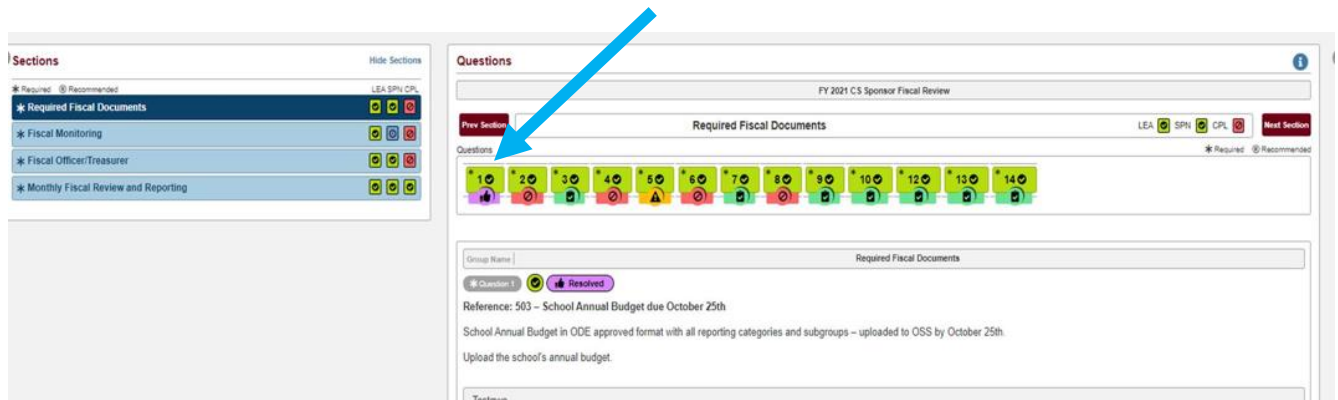 Sections Hide Sections
* Required ® Recommended LEA SPN CPL
* Required Fiscal Documents
* Fiscal Monitoring
* Fiscal Officer/Treasurer
* Monthly Fiscal Review and Reporting
Questions
FY 2021 CS Sponsor Fiscal Review
Prev Section Required Fiscal Documents LEA SPN CPL Next Section
Questions * Required ® Recommended
* 1 * 2 * 3 * 4 * 5 * 6 * 7 * 8 * 9 * 10 * 12 * 13 * 14
Group Name Required Fiscal Documents
* Question 1 Resolved
Reference: 503 – School Annual Budget due October 25th
School Annual Budget in ODE approved format with all reporting categories and subgroups – uploaded to OSS by October 25th.
Upload the school's annual budget.